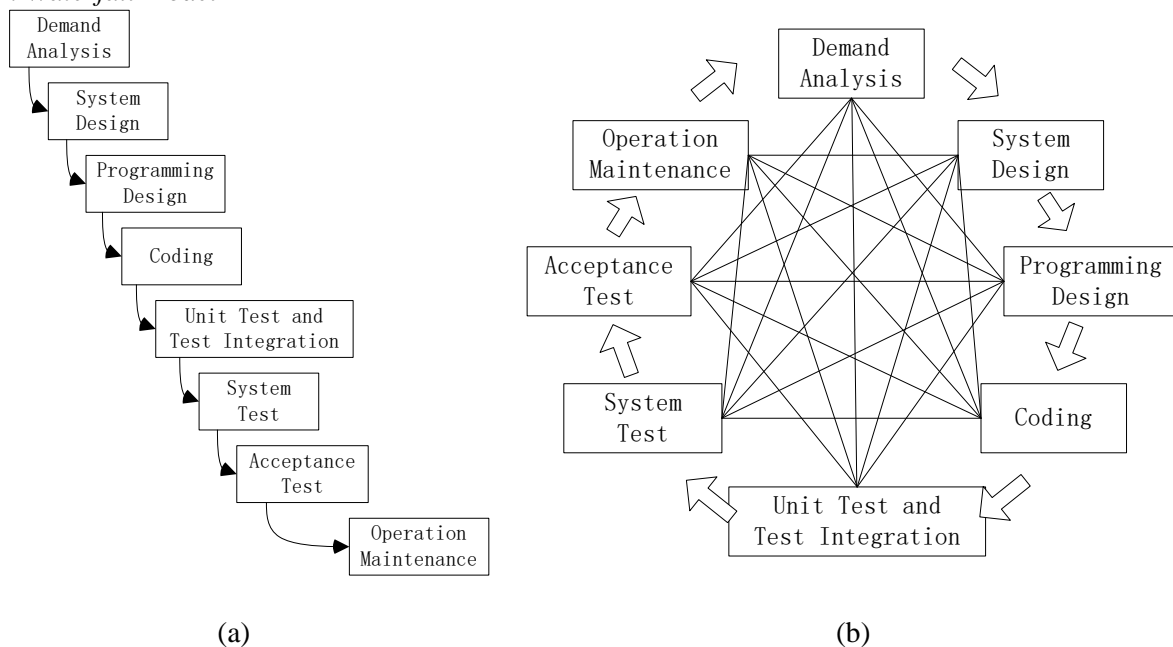 Demand
Analysis
System
Design
Programming
Design
Coding
Unit Test and
Test Integration
System
Test
Acceptance
Test
Operation
Maintenance
(a)
Demand
Analysis
Operation
Maintenance
System
Design
Acceptance
Test
Programming
Design
System
Test
Coding
Unit Test and
Test Integration
(b)